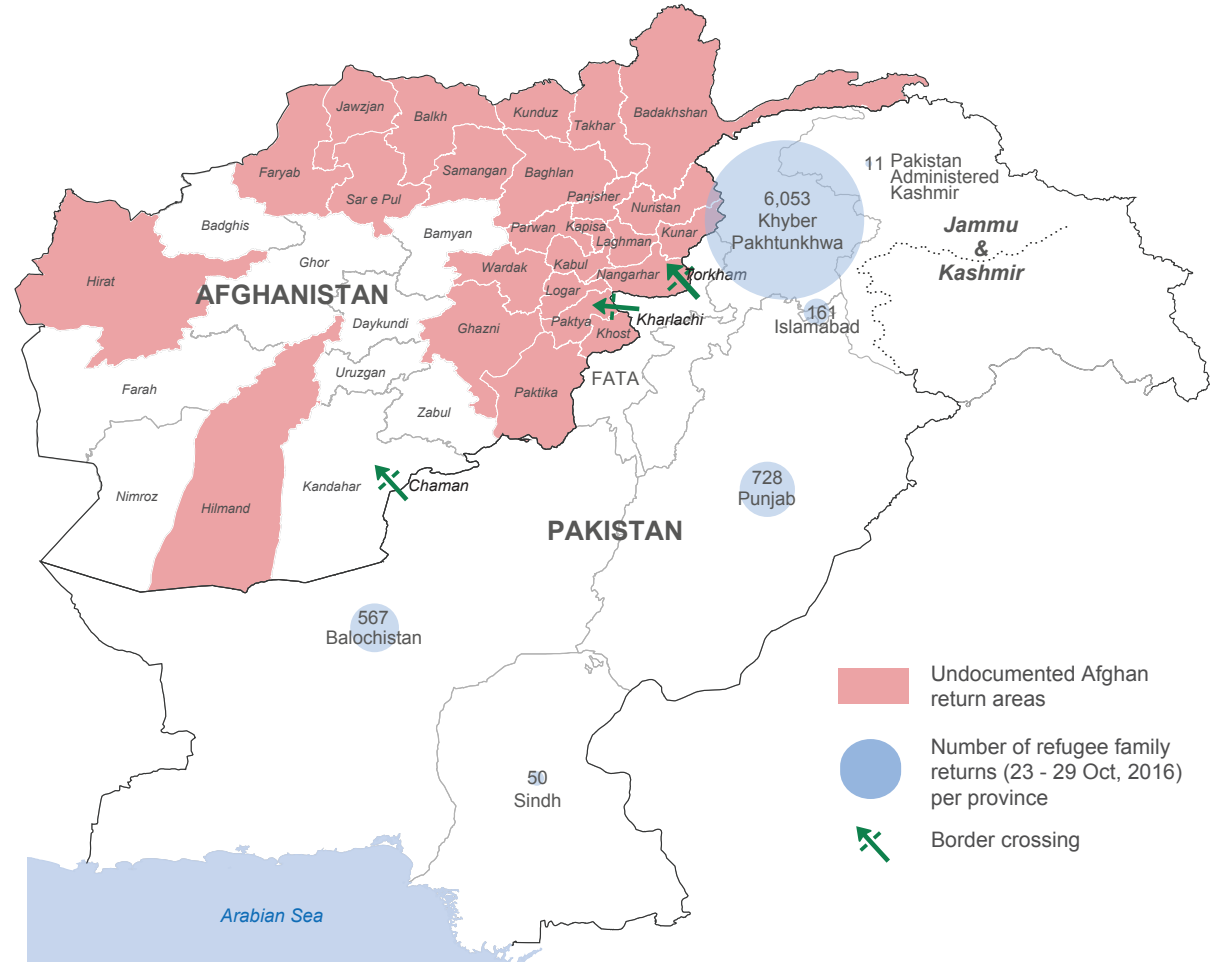 Jawzjan
Balkh
Kunduz
Takhar
Badakhshan
Faryab
Sar e Pul
Samangan
Baghlan
Panjsher
Nuristan
Badghis
Bamyan
Parwan
Kapisa
Laghman
Kunar
Hirat
Ghor
Wardak
Kabul
Nangarhar
Torkham
AFGHANISTAN
Logar
Daykundi
Ghazni
Paktya
Kharlachi
Khost
Farah
Uruzgan
Zabul
Paktika
FATA
Nimroz
Hilmand
Kandahar
Chaman
6,053
Khyber
Pakhtunkhwa
11 Pakistan
Administered
Kashmir
Jammu
&
Kashmir
161
Islamabad
728
Punjab
PAKISTAN
567
Balochistan
50
Sindh
Arabian Sea
Undocumented Afghan
return areas
Number of refugee family
returns (23 - 29 Oct, 2016)
per province
Border crossing